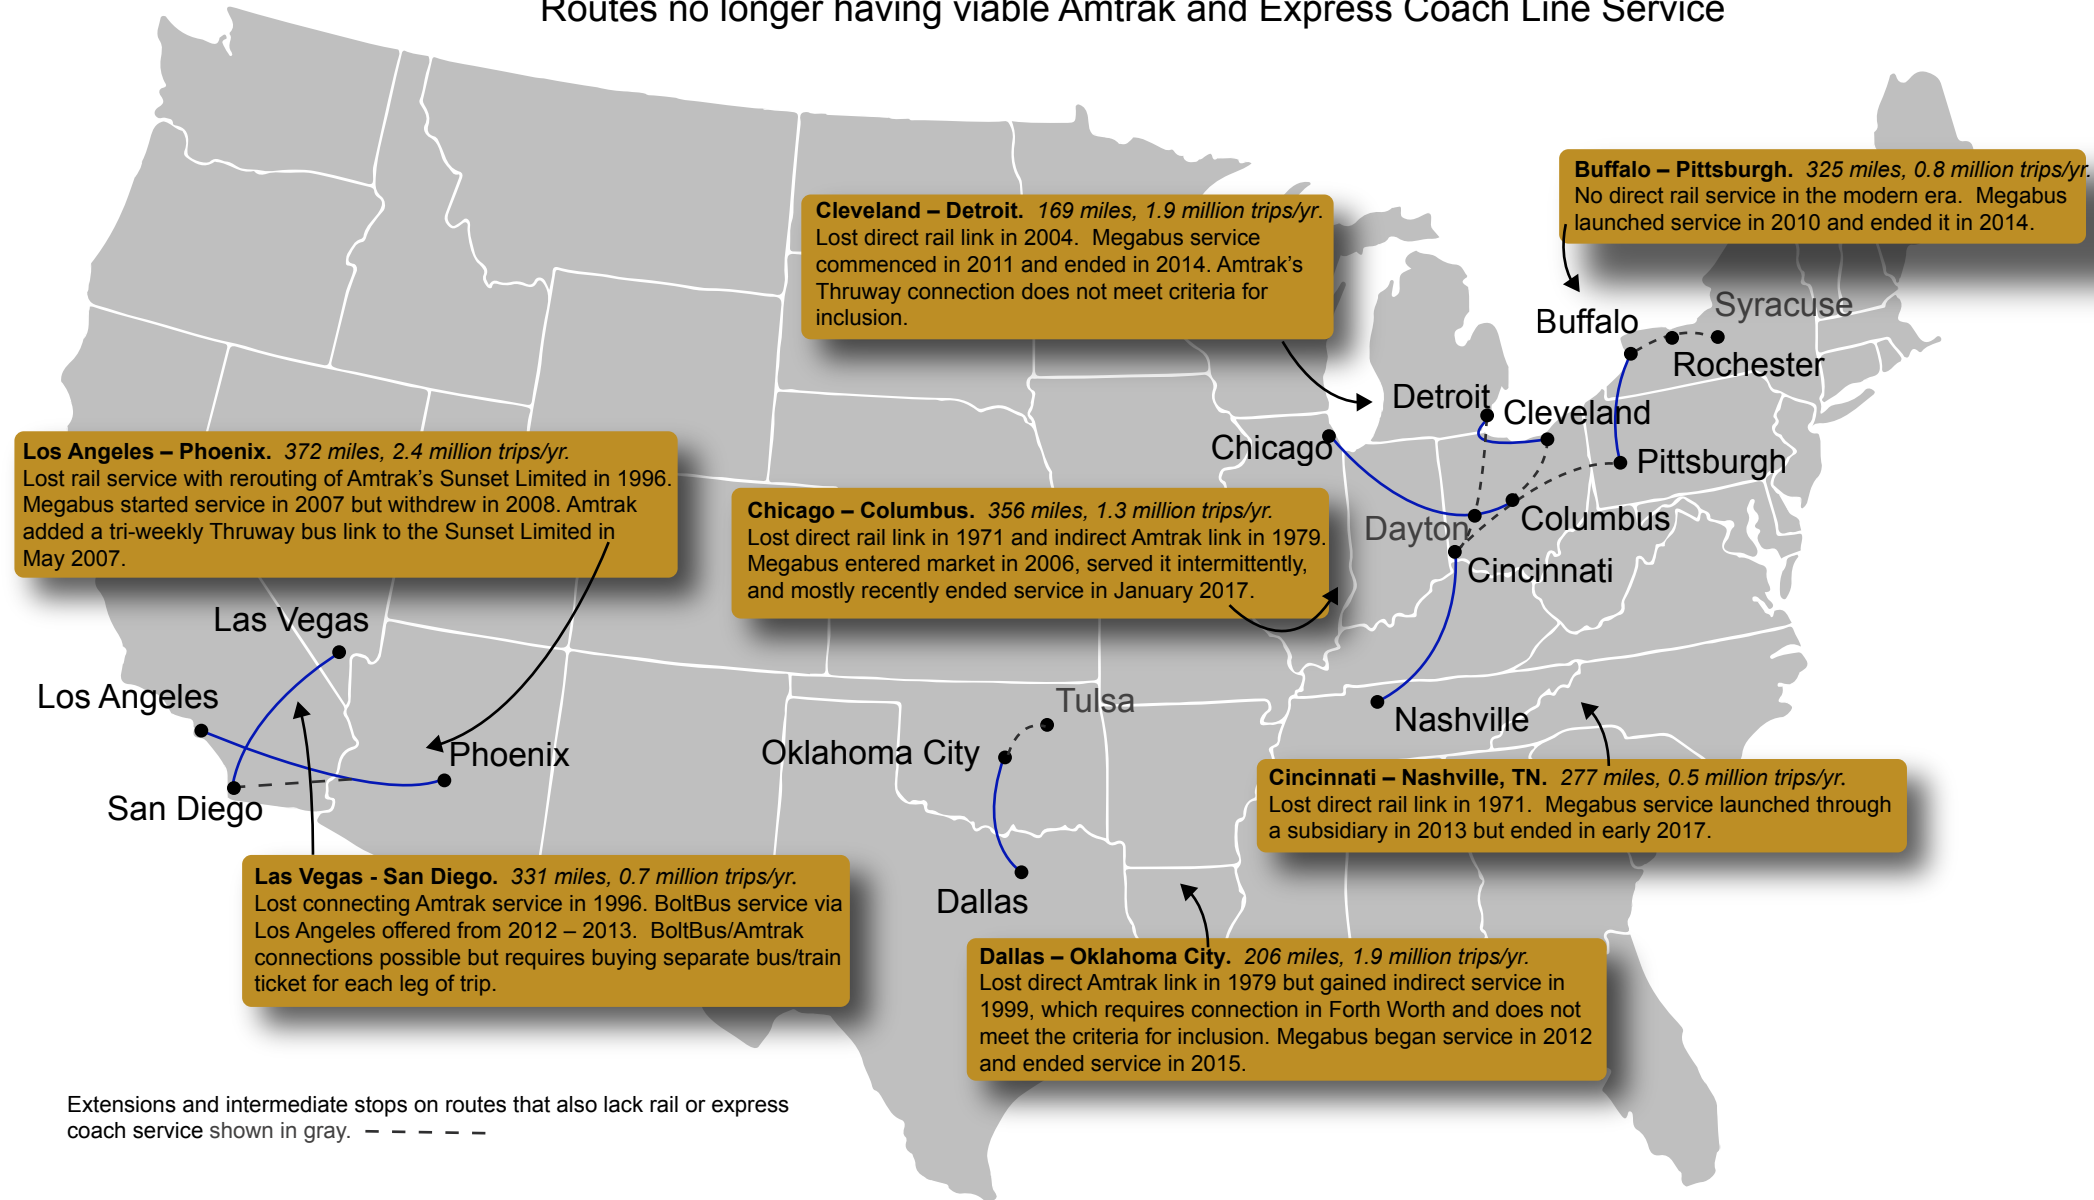 Routes no longer having viable Amtrak and Express Coach Line Service
Buffalo – Pittsburgh. 325 miles, 0.8 million trips/yr.
No direct rail service in the modern era. Megabus
launched service in 2010 and ended it in 2014.
Cleveland – Detroit. 169 miles, 1.9 million trips/yr.
Lost direct rail link in 2004. Megabus service
commenced in 2011 and ended in 2014. Amtrak’s
Thruway connection does not meet criteria for
inclusion.
Syracuse
Buffalo
Rochester
Detroit
Cleveland
Chicago
Pittsburgh
Los Angeles – Phoenix. 372 miles, 2.4 million trips/yr.
Lost rail service with rerouting of Amtrak’s Sunset Limited in 1996.
Megabus started service in 2007 but withdrew in 2008. Amtrak
added a tri-weekly Thruway bus link to the Sunset Limited in
May 2007.
Chicago – Columbus. 356 miles, 1.3 million trips/yr.
Lost direct rail link in 1971 and indirect Amtrak link in 1979.
Megabus entered market in 2006, served it intermittently,
and mostly recently ended service in January 2017.
Dayton
Columbus
Cincinnati
Las Vegas
Los Angeles
Phoenix
San Diego
Tulsa
Oklahoma City
Nashville
Dallas
Cincinnati – Nashville, TN. 277 miles, 0.5 million trips/yr.
Lost direct rail link in 1971. Megabus service launched through
a subsidiary in 2013 but ended in early 2017.
Las Vegas - San Diego. 331 miles, 0.7 million trips/yr.
Lost connecting Amtrak service in 1996. BoltBus service via
Los Angeles offered from 2012 – 2013. BoltBus/Amtrak
connections possible but requires buying separate bus/train
ticket for each leg of trip.
Dallas – Oklahoma City. 206 miles, 1.9 million trips/yr.
Lost direct Amtrak link in 1979 but gained indirect service in
1999, which requires connection in Forth Worth and does not
meet the criteria for inclusion. Megabus began service in 2012
and ended service in 2015.
Extensions and intermediate stops on routes that also lack rail or express
coach service shown in gray.